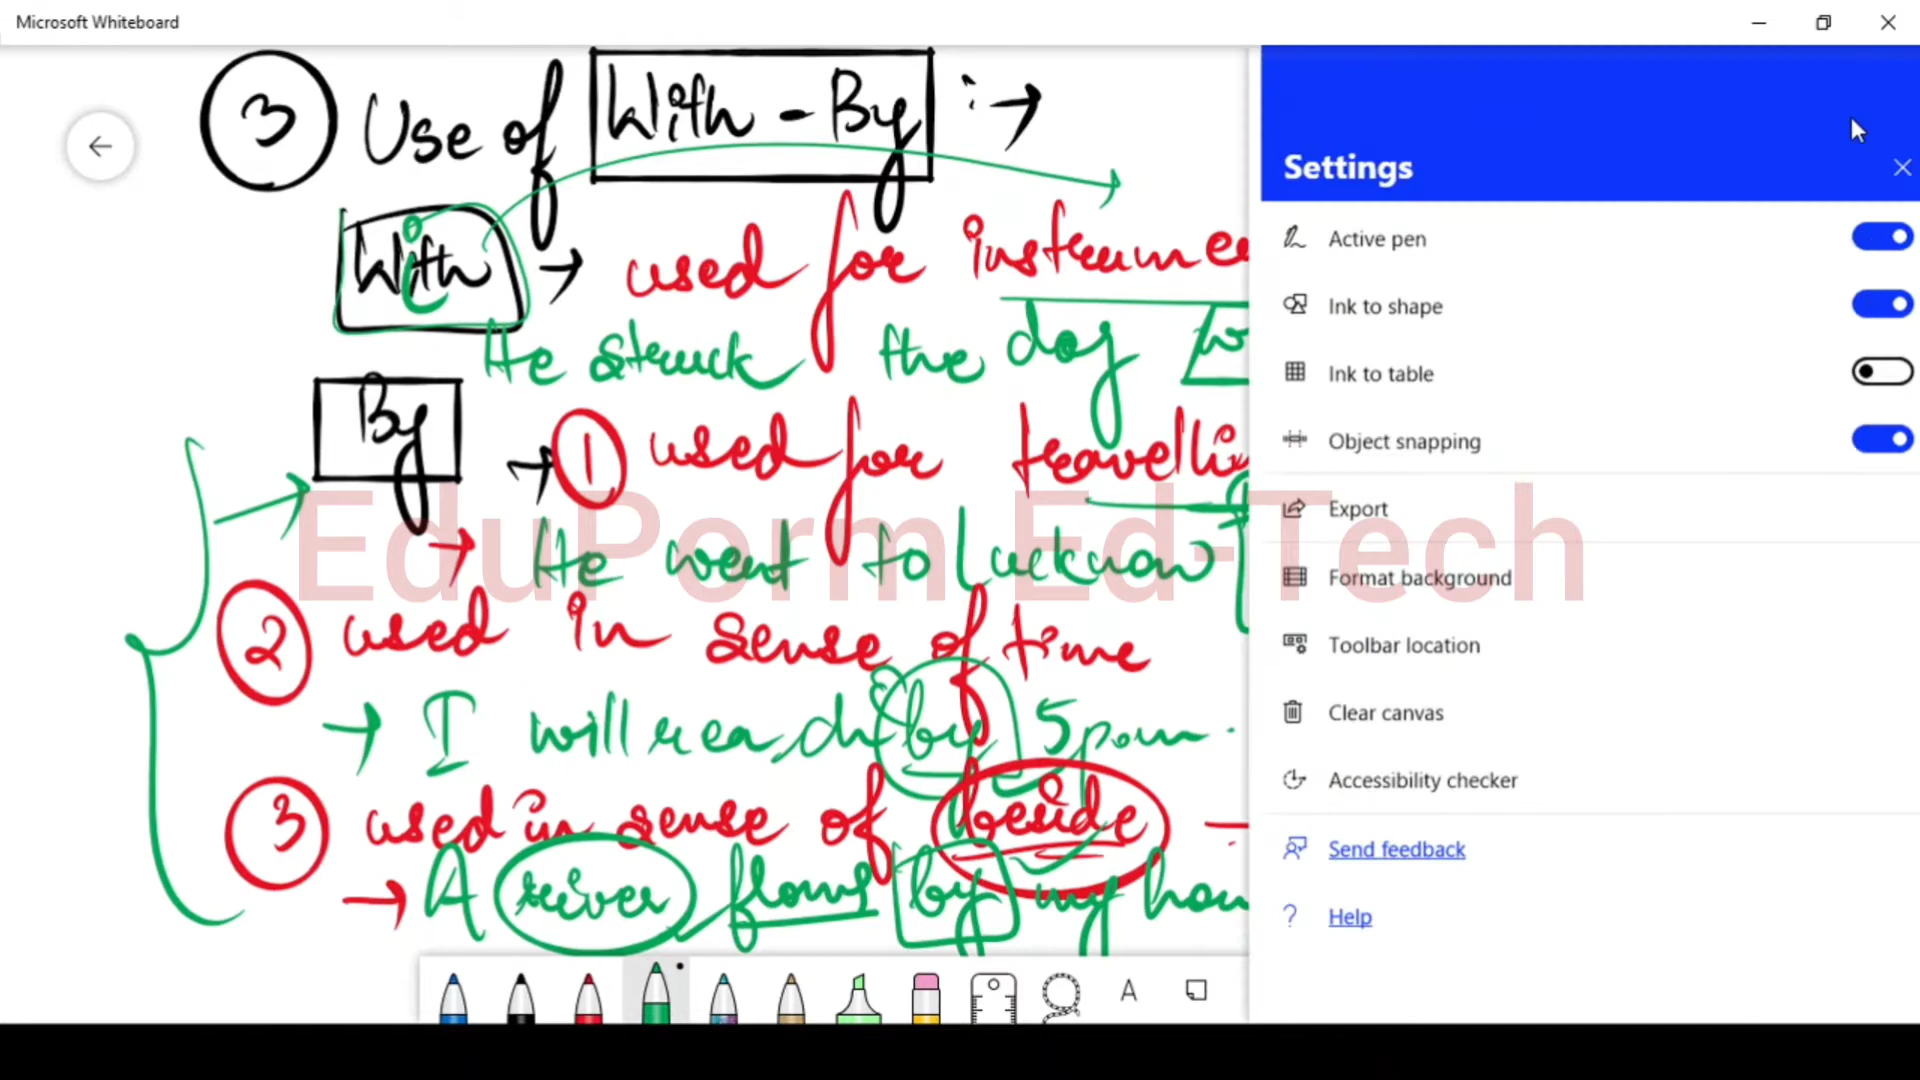 Microsoft Whiteboard
③ Use of With - By :→
With → used for instrume
He struck the dog
By → ① used for travelli
→ He went to Lucknow
② used in sense of time
→ I will reach by 5 pm.
③ used in sense of beside –
→ A river flows by my hou
EduPorm Ed-Tech
Settings
Active pen
Ink to shape
Ink to table
Object snapping
Export
Format background
Toolbar location
Clear canvas
Accessibility checker
Send feedback
Help
A